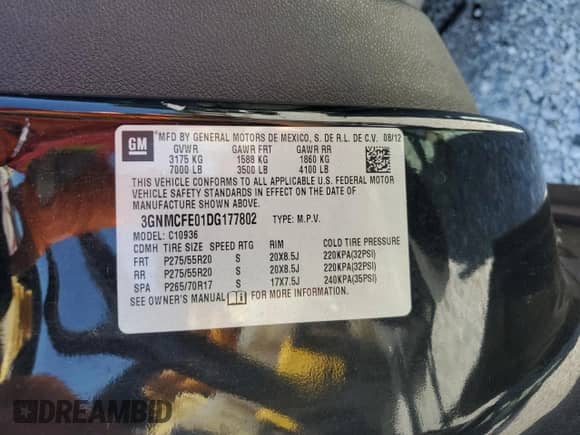 GM
MFD BY GENERAL MOTORS DE MEXICO, S. DE R.L. DE C.V. 08/12
GVWR GAWR FRT GAWR RR
3175 KG 1588 KG 1860 KG
7000 LB 3500 LB 4100 LB
THIS VEHICLE CONFORMS TO ALL APPLICABLE U.S. FEDERAL MOTOR
VEHICLE SAFETY STANDARDS IN EFFECT ON THE DATE OF
MANUFACTURE SHOWN ABOVE.
3GNMCFE01DG177802 TYPE: M.P.V.
MODEL: C10936
CDMH TIRE SIZE SPEED RTG RIM COLD TIRE PRESSURE
FRT P275/55R20 S 20X8.5J 220KPA(32PSI)
RR P275/55R20 S 20X8.5J 220KPA(32PSI)
SPA P265/70R17 S 17X7.5J 240KPA(35PSI)
SEE OWNER'S MANUAL FOR MORE INFORMATION.
DREAMBID